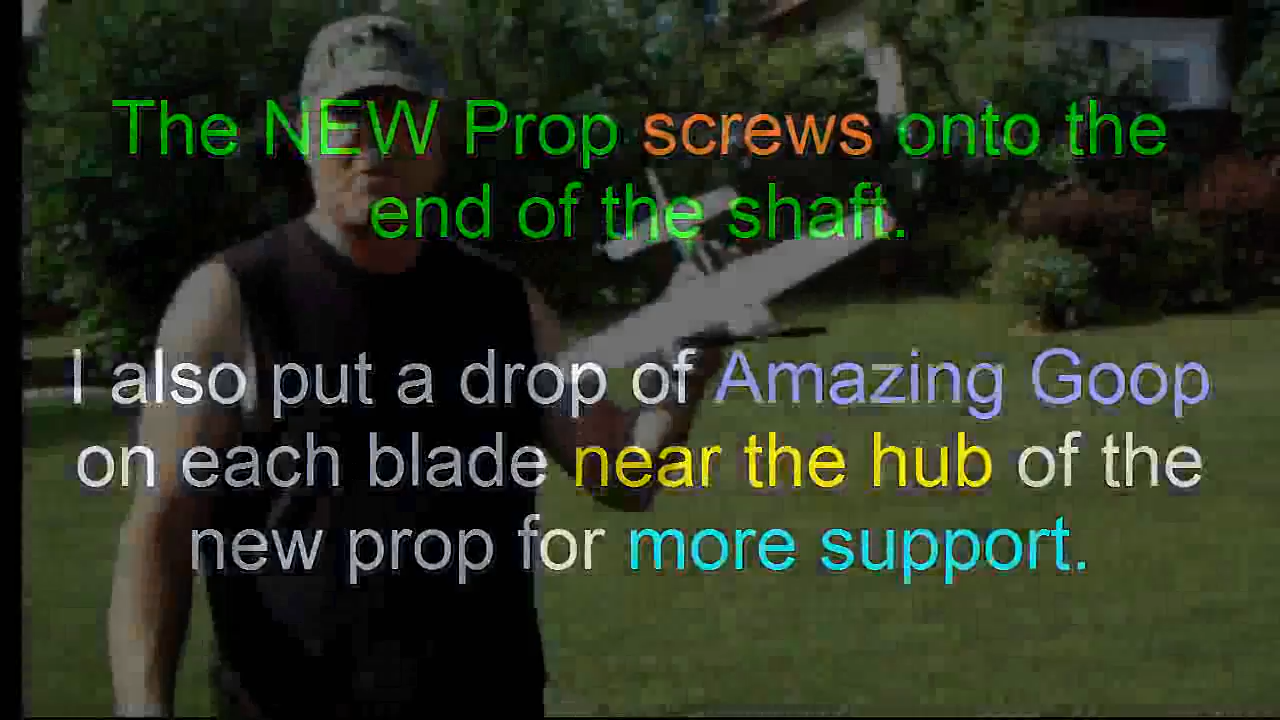 The NEW Prop screws onto the
end of the shaft.
I also put a drop of Amazing Goop
on each blade near the hub of the
new prop for more support.